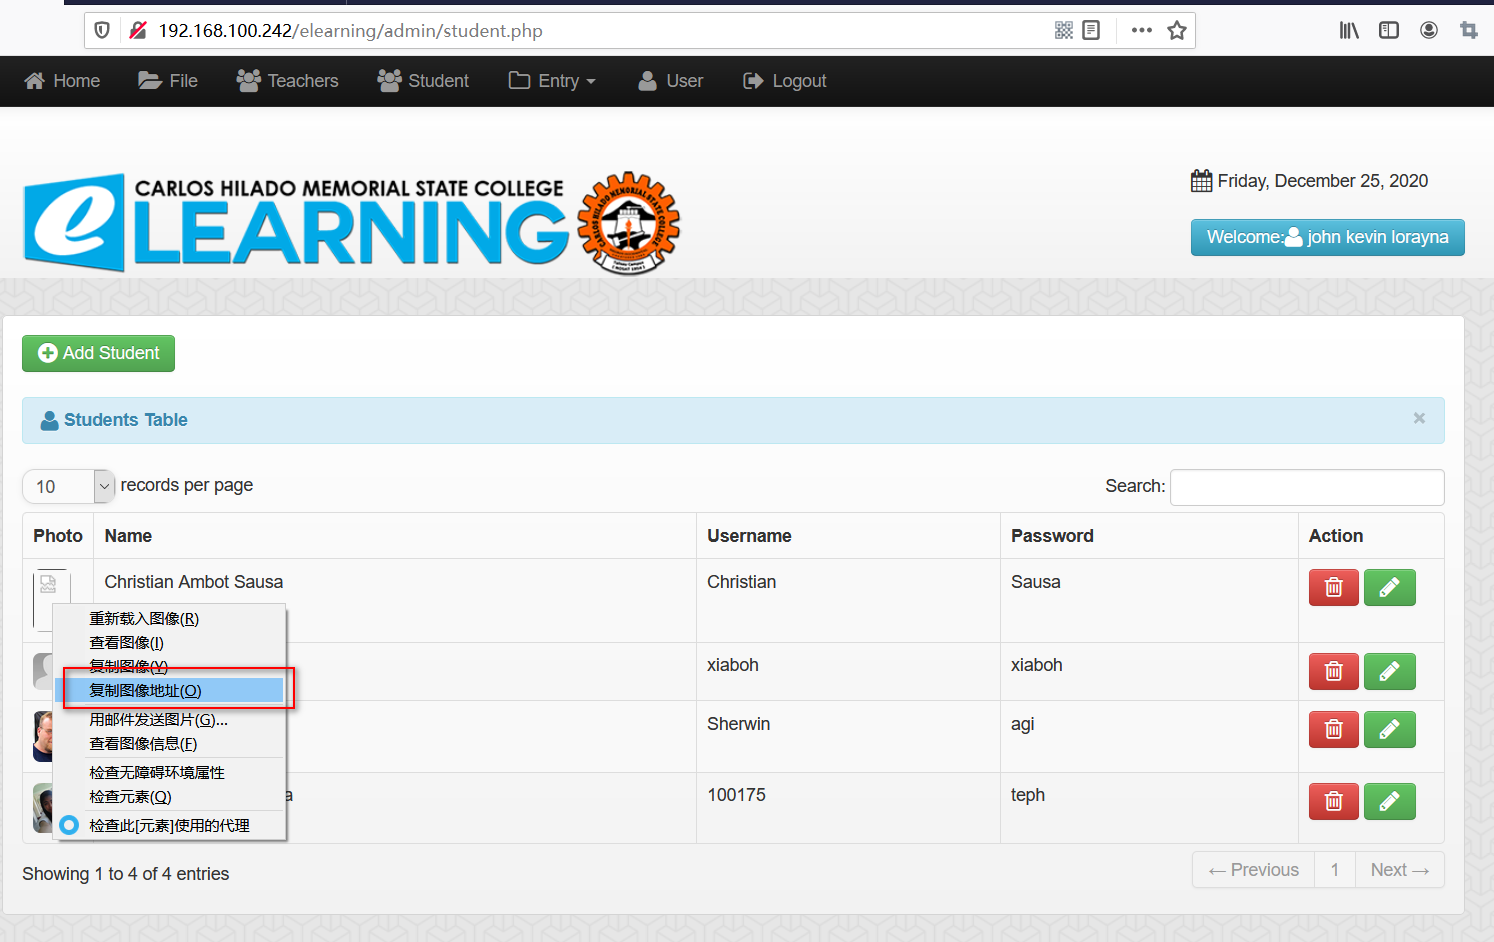 192.168.100.242/elearning/admin/student.php
Home File Teachers Student Entry User Logout
CARLOS HILADO MEMORIAL STATE COLLEGE
eLEARNING
CARLOS HILADO MEMORIAL STATE COLLEGE
Friday, December 25, 2020
Welcome: john kevin lorayna
Add Student
Students Table ×
10 records per page Search:
Photo Name Username Password Action
Christian Ambot Sausa Christian Sausa
重新载入图像(R)
查看图像(I)
复制图像(Y)
xiaboh xiaboh
复制图像地址(O)
用邮件发送图片(G)...
Sherwin agi
查看图像信息(F)
检查无障碍环境属性
检查元素(Q)
a 100175 teph
检查此[元素]使用的代理
Showing 1 to 4 of 4 entries
← Previous 1 Next →